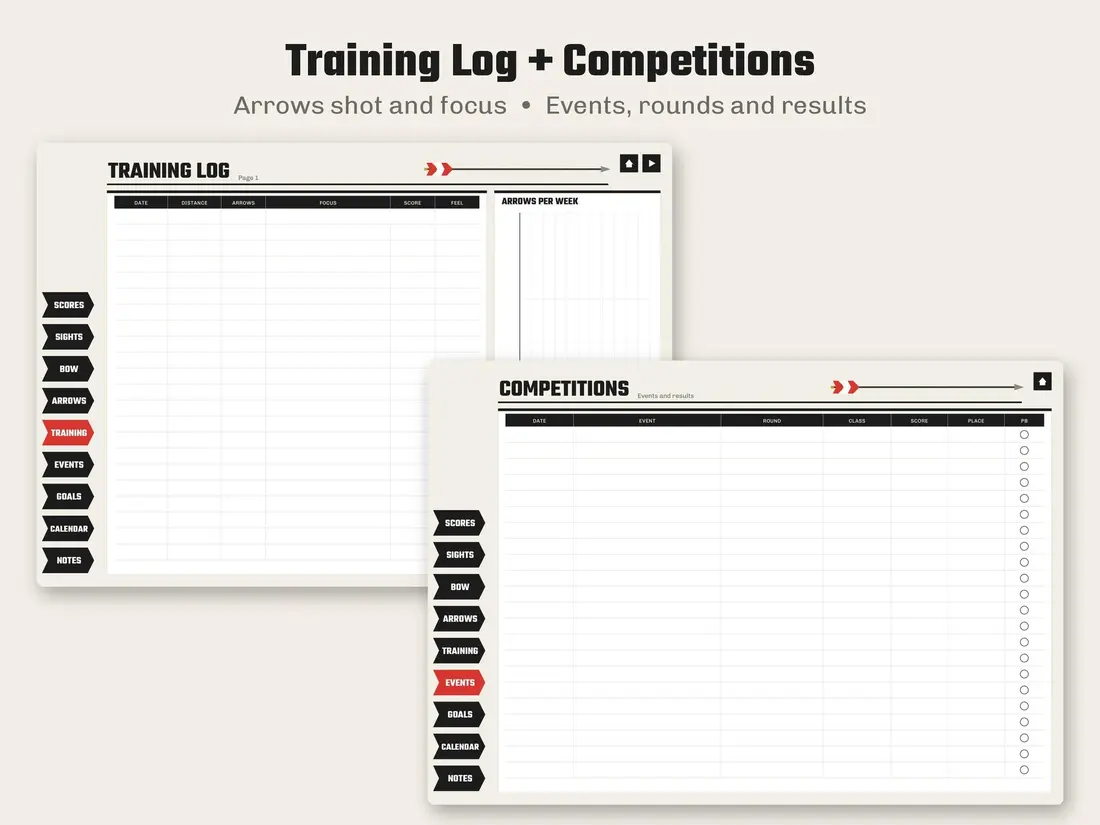 Training Log + Competitions
Arrows shot and focus • Events, rounds and results
TRAINING LOG Page 1
DATE DISTANCE ARROWS FOCUS SCORE FEEL
ARROWS PER WEEK
SCORES
SIGHTS
BOW
ARROWS
TRAINING
EVENTS
GOALS
CALENDAR
NOTES
COMPETITIONS Events and results
DATE EVENT ROUND CLASS SCORE PLACE PB
SCORES
SIGHTS
BOW
ARROWS
TRAINING
EVENTS
GOALS
CALENDAR
NOTES